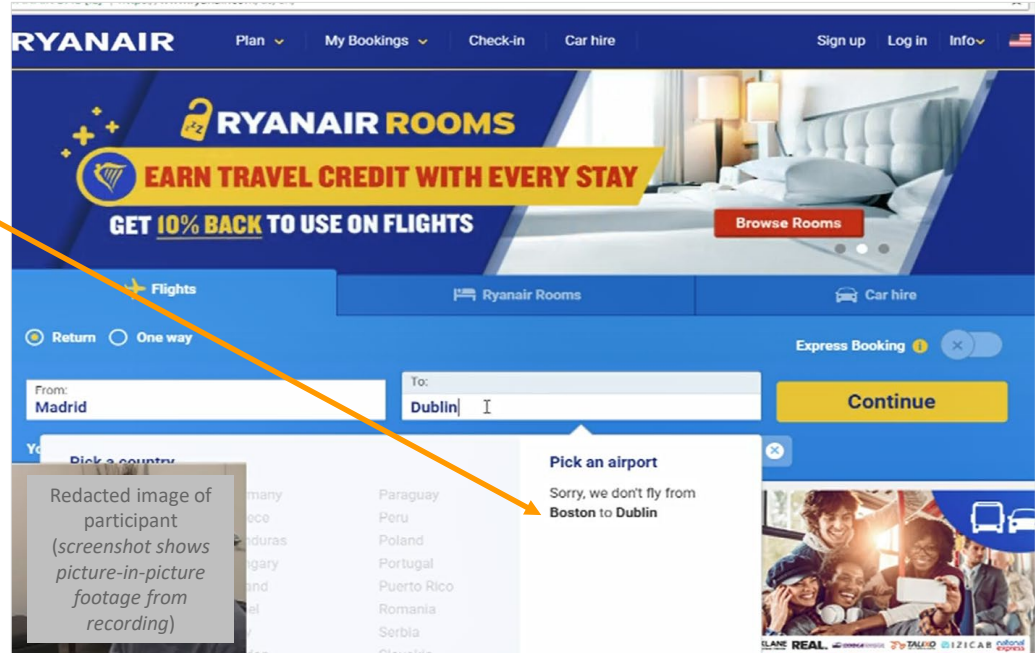 RYANAIR Plan My Bookings Check-in Car hire Sign up Log in Info
RYANAIR ROOMS
EARN TRAVEL CREDIT WITH EVERY STAY
GET 10% BACK TO USE ON FLIGHTS
Browse Rooms
Flights Ryanair Rooms Car hire
Return One way
Express Booking
From:
Madrid
To:
Dublin
Continue
Pick a country
Pick an airport
Sorry, we don't fly from
Boston to Dublin
Redacted image of
participant
(screenshot shows
picture-in-picture
footage from
recording)
Paraguay
Peru
Poland
Portugal
Puerto Rico
Romania
Serbia
REAL.